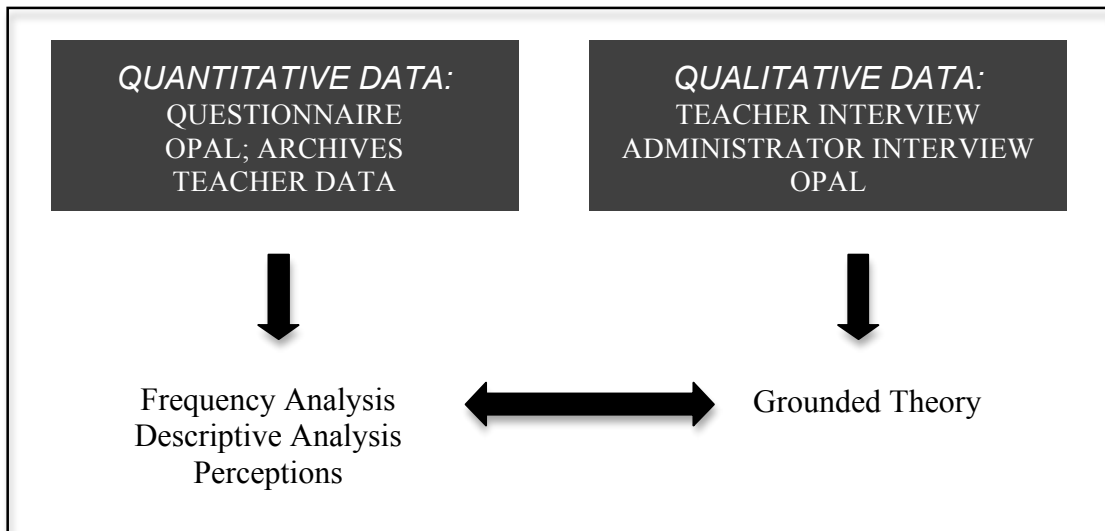 QUANTITATIVE DATA:
QUESTIONNAIRE
OPAL; ARCHIVES
TEACHER DATA
QUALITATIVE DATA:
TEACHER INTERVIEW
ADMINISTRATOR INTERVIEW
OPAL
Frequency Analysis
Descriptive Analysis
Perceptions
Grounded Theory